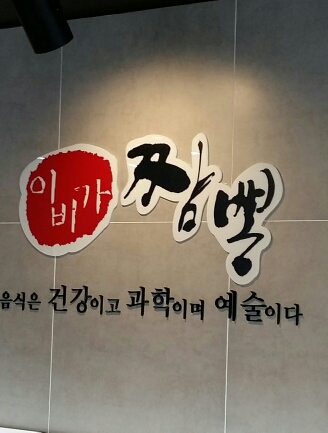 이비가 짬뽕
음식은 건강이고 과학이며 예술이다